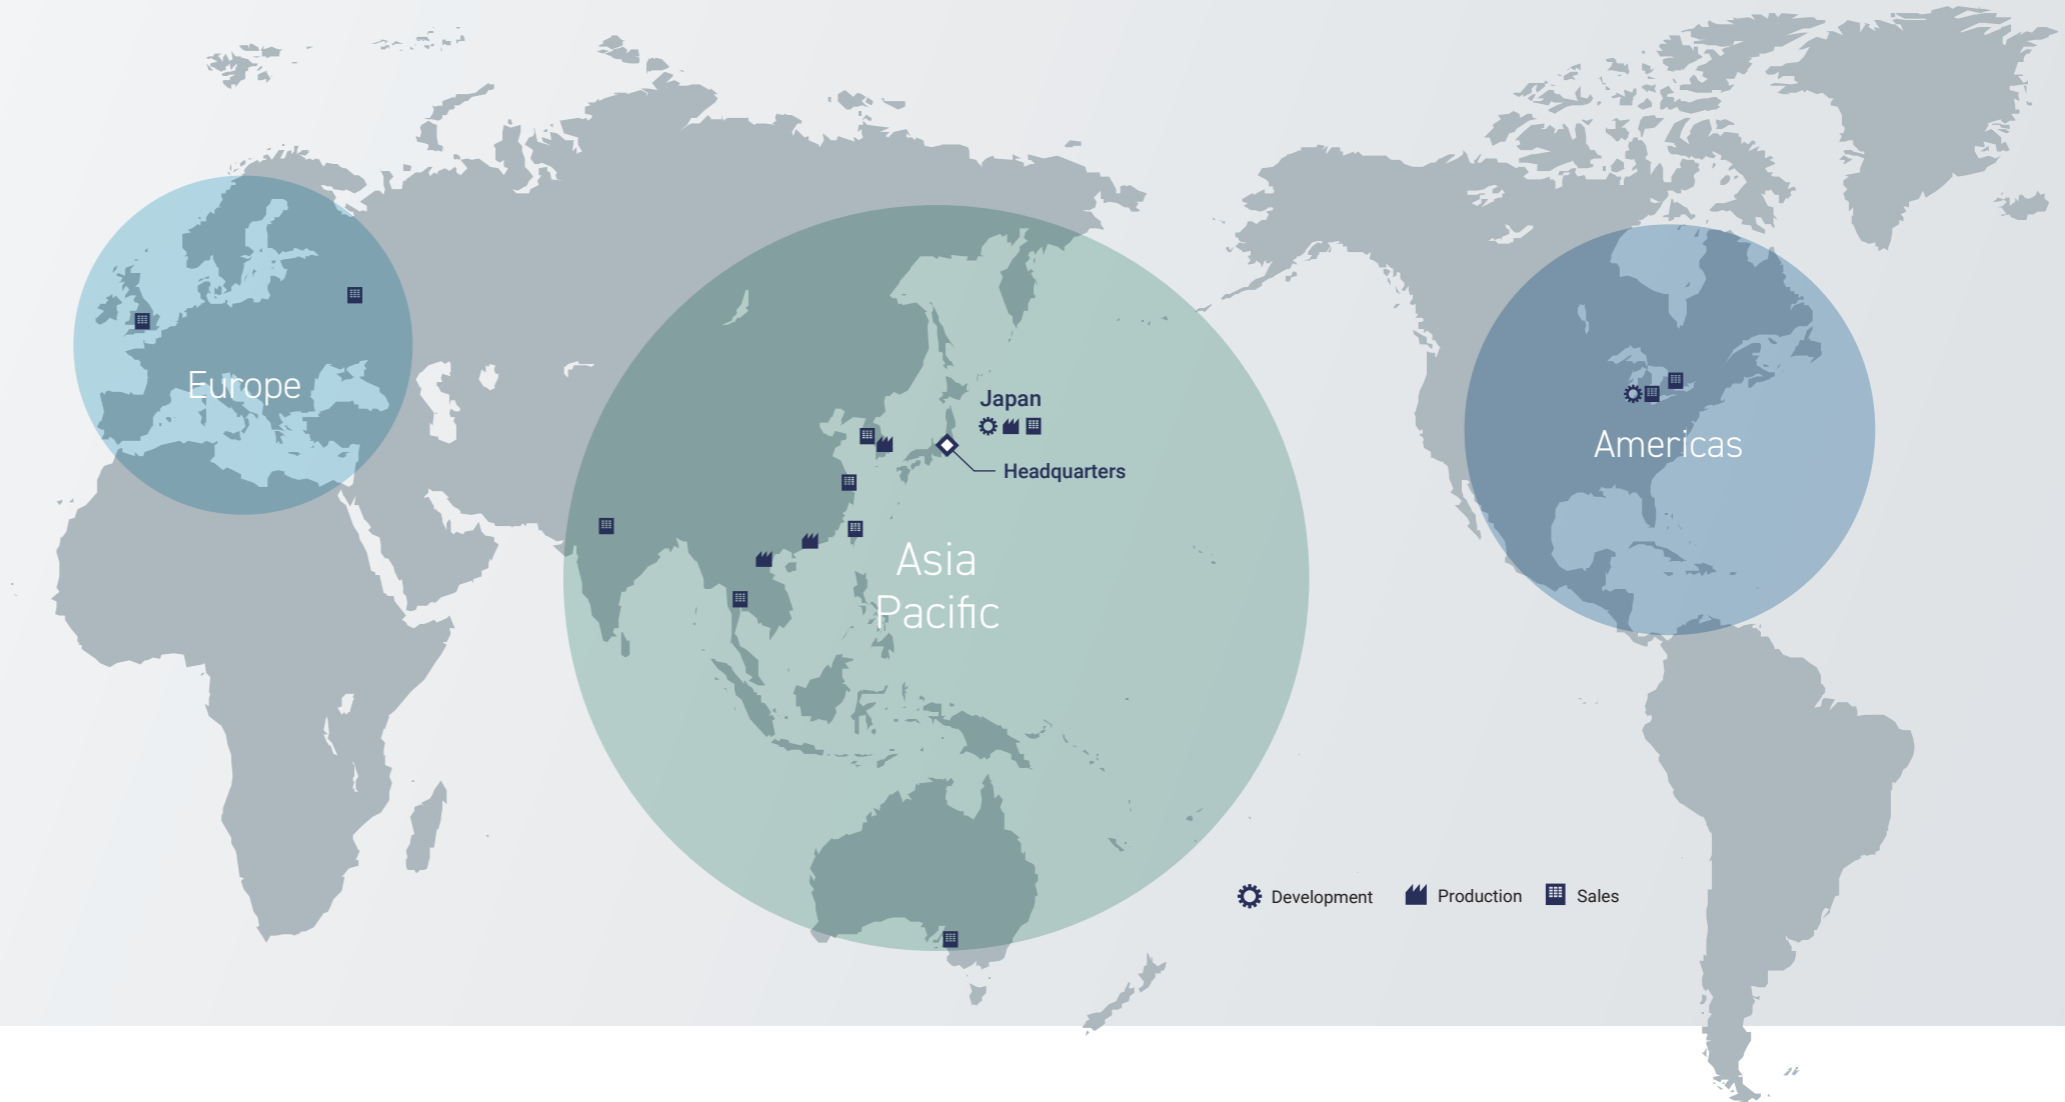 Europe
Japan
Headquarters
Asia
Pacific
Americas
Development
Production
Sales